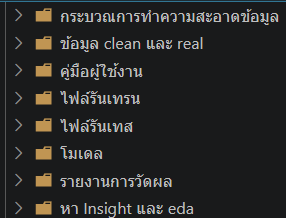 กระบวนการทำความสะอาดข้อมูล
ข้อมูล clean และ real
คู่มือผู้ใช้งาน
ไฟล์รันเทรน
ไฟล์รันเทส
โมเดล
รายงานการวัดผล
หา Insight และ eda